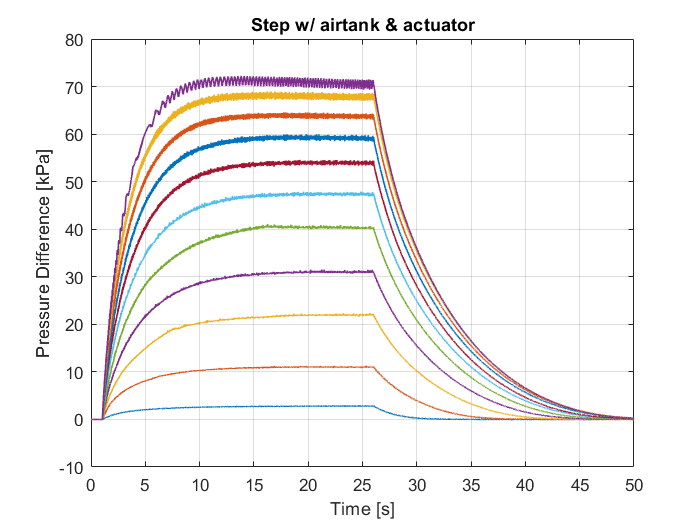 Step w/ airtank & actuator
Pressure Difference [kPa]
80
70
60
50
40
30
20
10
0
-10
0 5 10 15 20 25 30 35 40 45 50
Time [s]